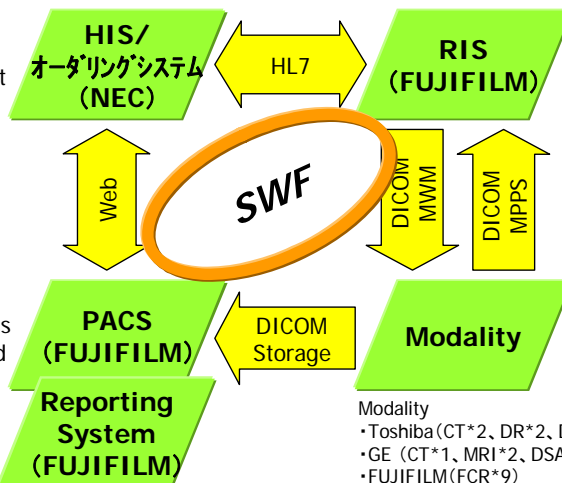 HIS/
オーダリングシステム
(NEC)
HL7
RIS
(FUJIFILM)
Web
SWF
DICOM
MWM
DICOM
MPPS
PACS
(FUJIFILM)
DICOM
Storage
Modality
Reporting
System
(FUJIFILM)
Modality
・Toshiba(CT*2、DR*2、
・GE (CT*1、MRI*2、DSA
・FUJIFILM(FCR*9)